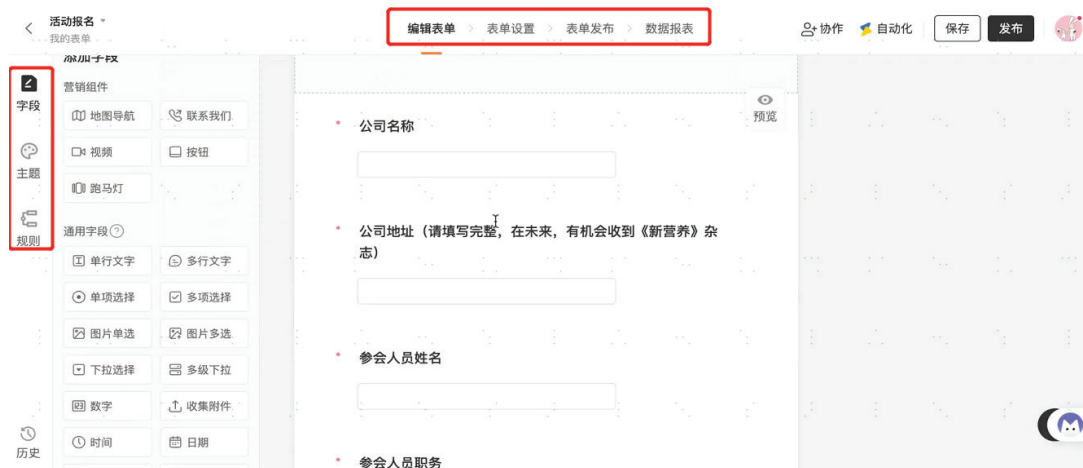 活动报名
我的表单
编辑表单 > 表单设置 > 表单发布 > 数据报表
协作
自动化
保存
发布
字段
主题
规则
历史
添加字段
营销组件
地图导航
联系我们
视频
按钮
跑马灯
通用字段?
单行文字
多行文字
单项选择
多项选择
图片单选
图片多选
下拉选择
多级下拉
数字
收集附件
时间
日期
预览
* 公司名称
* 公司地址（请填写完整，在未来，有机会收到《新营养》杂
志）
* 参会人员姓名
* 参会人员职务